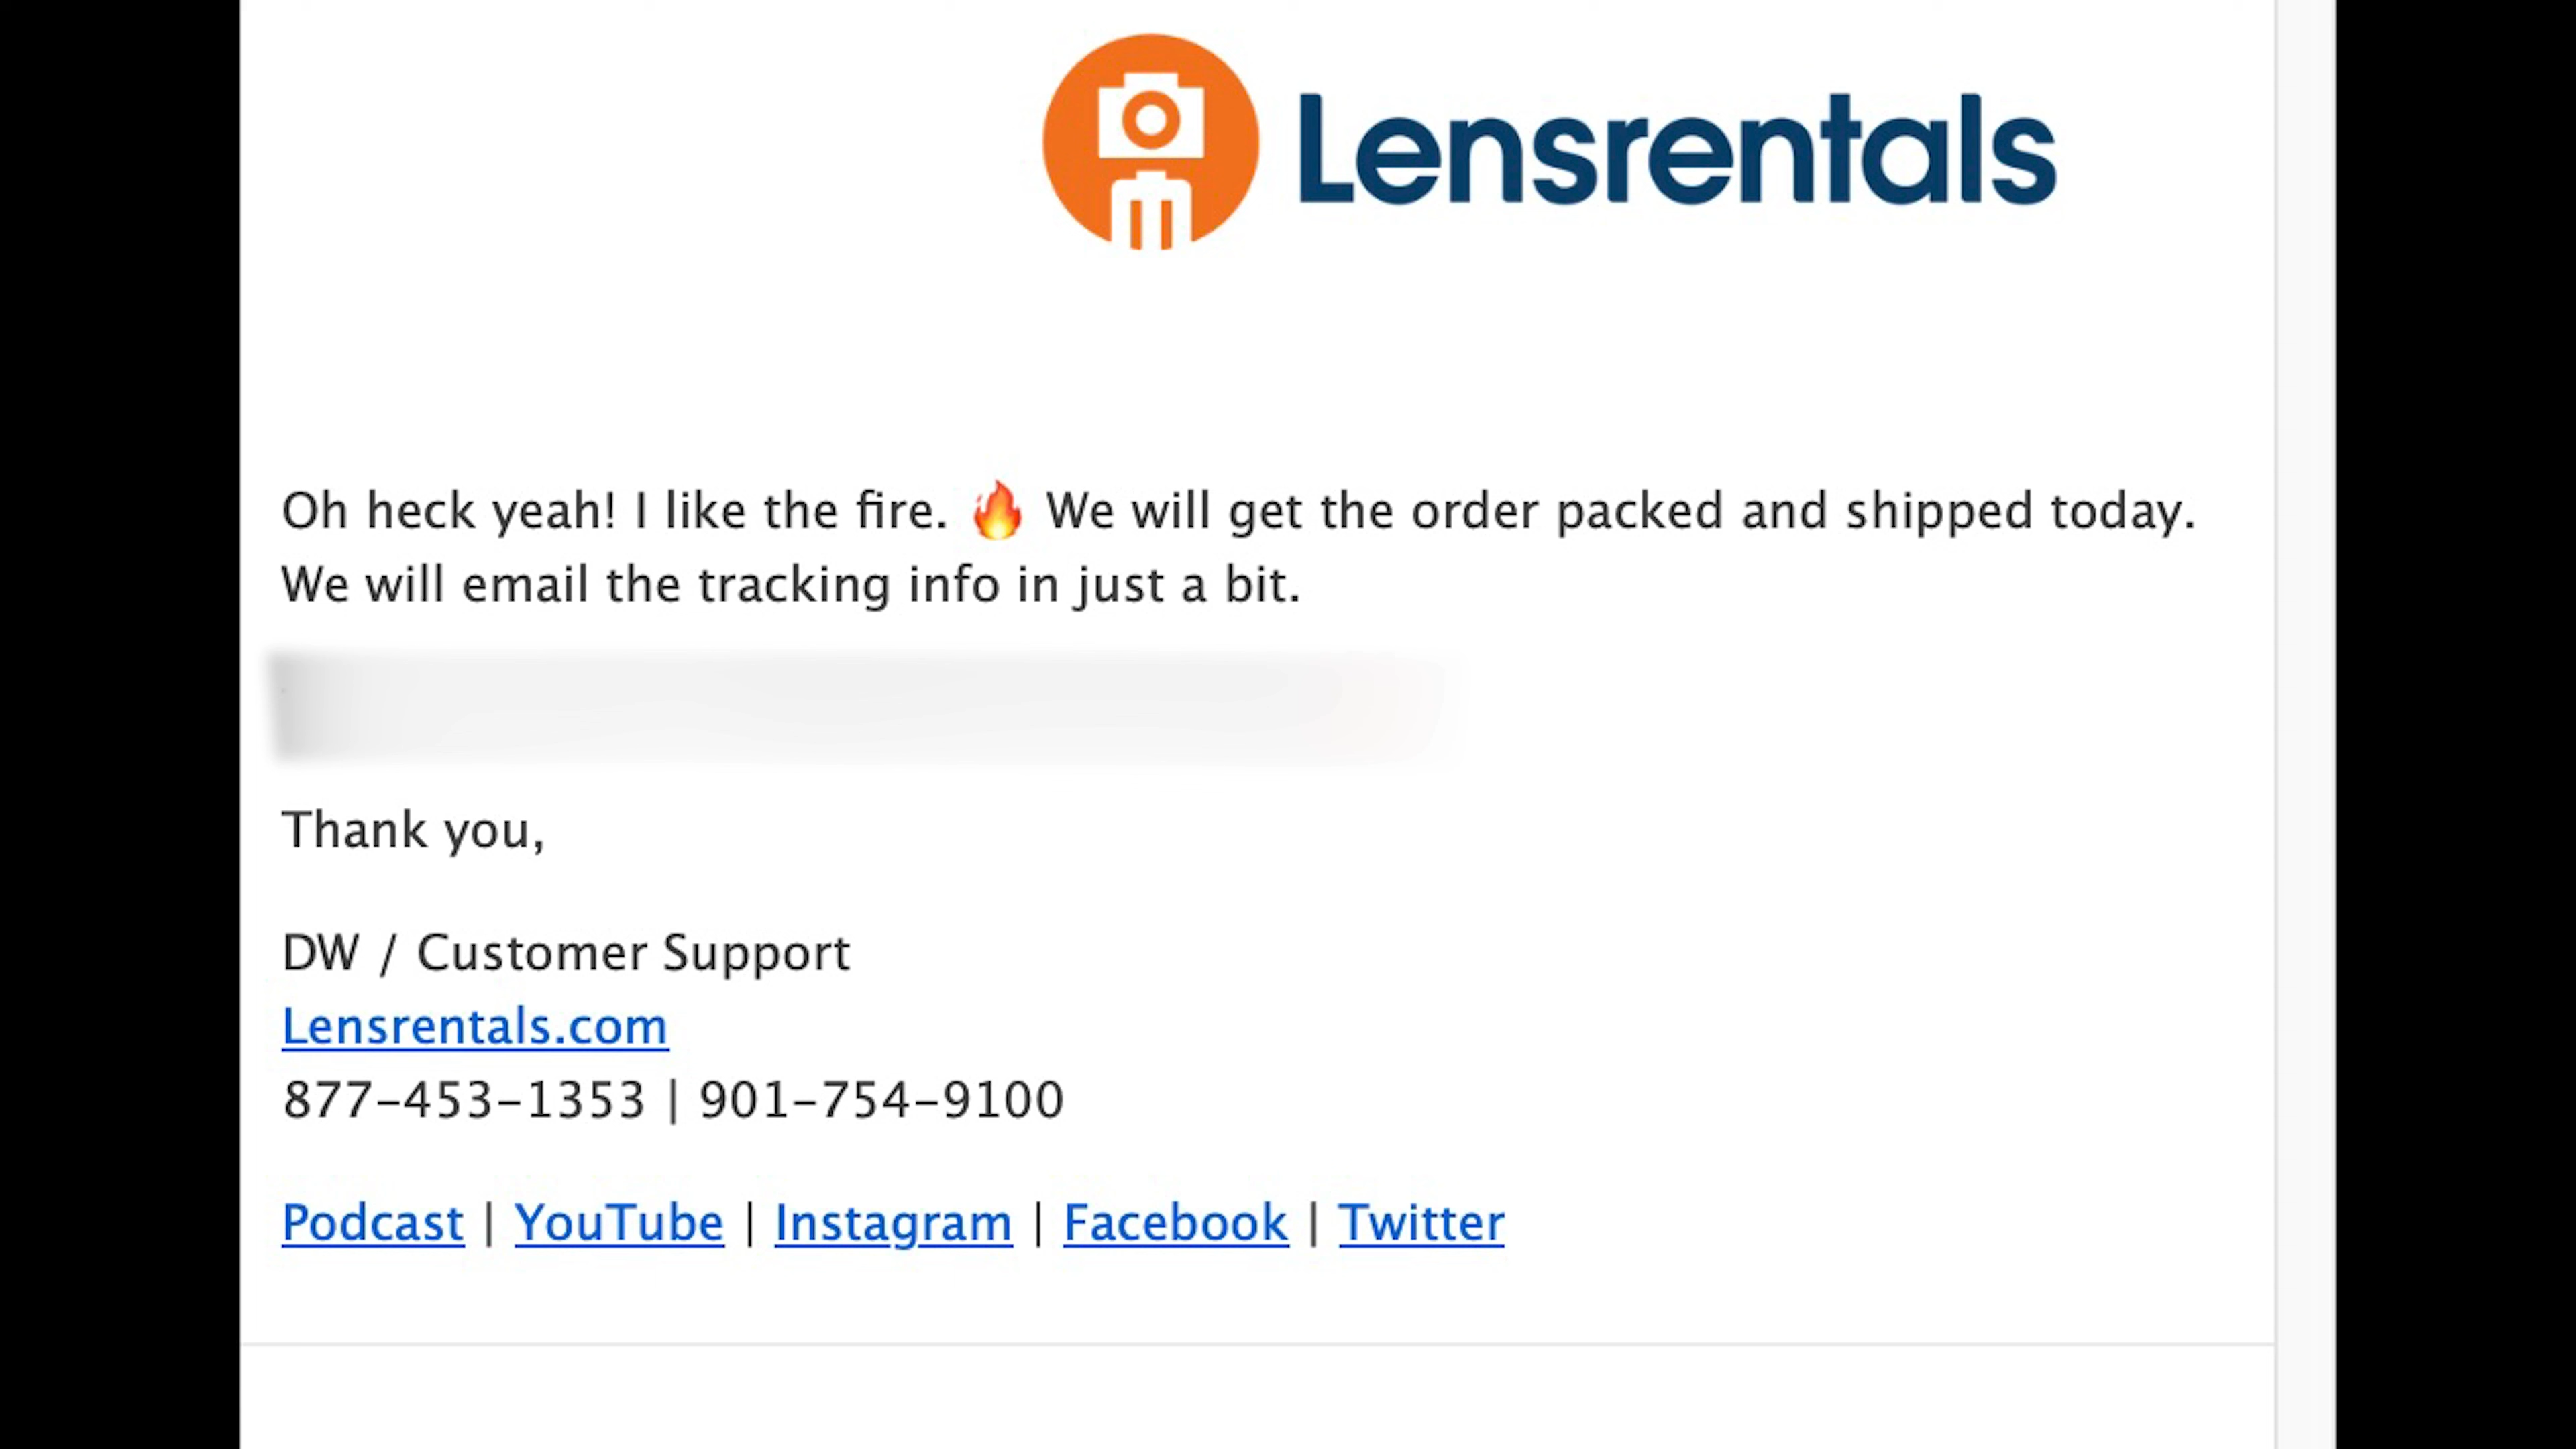 Lensrentals
Oh heck yeah! I like the fire. 🔥 We will get the order packed and shipped today.
We will email the tracking info in just a bit.
Thank you,
DW / Customer Support
Lensrentals.com
877-453-1353 | 901-754-9100
Podcast | YouTube | Instagram | Facebook | Twitter